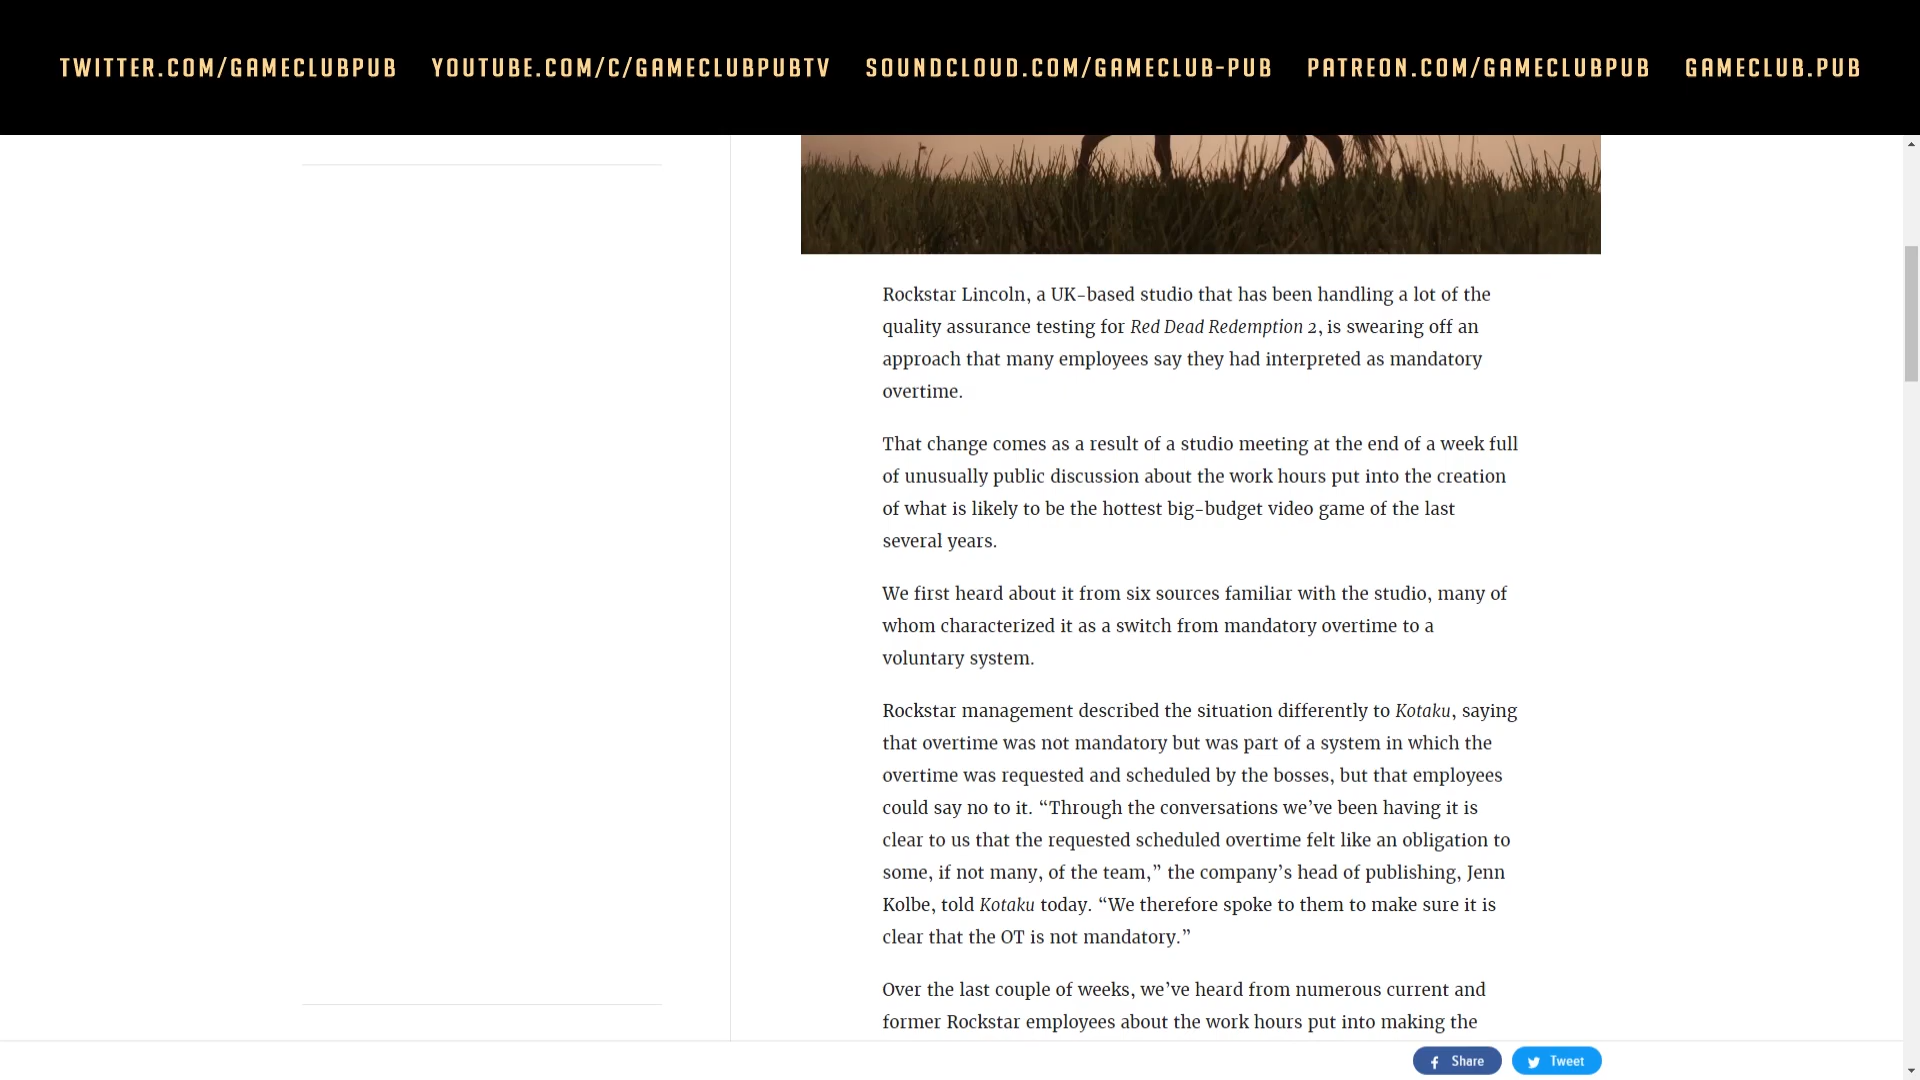 TWITTER.COM/GAMECLUBPUB YOUTUBE.COM/C/GAMECLUBPUBTV SOUNDCLOUD.COM/GAMECLUB-PUB PATREON.COM/GAMECLUBPUB GAMECLUB.PUB
Rockstar Lincoln, a UK-based studio that has been handling a lot of the
quality assurance testing for Red Dead Redemption 2, is swearing off an
approach that many employees say they had interpreted as mandatory
overtime.
That change comes as a result of a studio meeting at the end of a week full
of unusually public discussion about the work hours put into the creation
of what is likely to be the hottest big-budget video game of the last
several years.
We first heard about it from six sources familiar with the studio, many of
whom characterized it as a switch from mandatory overtime to a
voluntary system.
Rockstar management described the situation differently to Kotaku, saying
that overtime was not mandatory but was part of a system in which the
overtime was requested and scheduled by the bosses, but that employees
could say no to it. “Through the conversations we’ve been having it is
clear to us that the requested scheduled overtime felt like an obligation to
some, if not many, of the team,” the company’s head of publishing, Jenn
Kolbe, told Kotaku today. “We therefore spoke to them to make sure it is
clear that the OT is not mandatory.”
Over the last couple of weeks, we’ve heard from numerous current and
former Rockstar employees about the work hours put into making the
Share Tweet